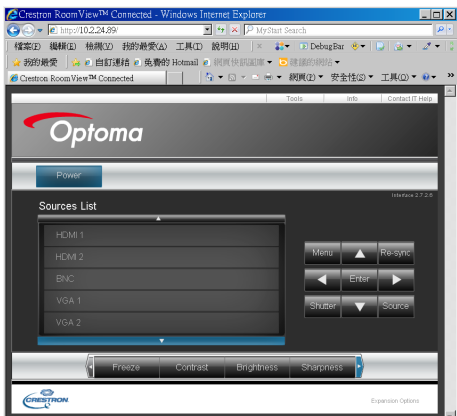 Crestron RoomView™ Connected - Windows Internet Explorer
http://10.2.24.89/ MyStart Search
檔案(F) 編輯(E) 檢視(V) 我的最愛(A) 工具(T) 說明(H) × DebugBar
我的最愛 自訂連結 免費的 Hotmail 網頁快訊圖庫 建議的網站
Crestron RoomView™ Connected 網頁(P) 安全性(S) 工具(O) »
Tools Info Contact IT Help
Optoma
Power
Interface 2.7.2.5
Sources List
HDMI 1
HDMI 2
BNC
VGA 1
VGA 2
Menu Re-sync
Enter
Shutter Source
Freeze Contrast Brightness Sharpness
CRESTRON
Expansion Options